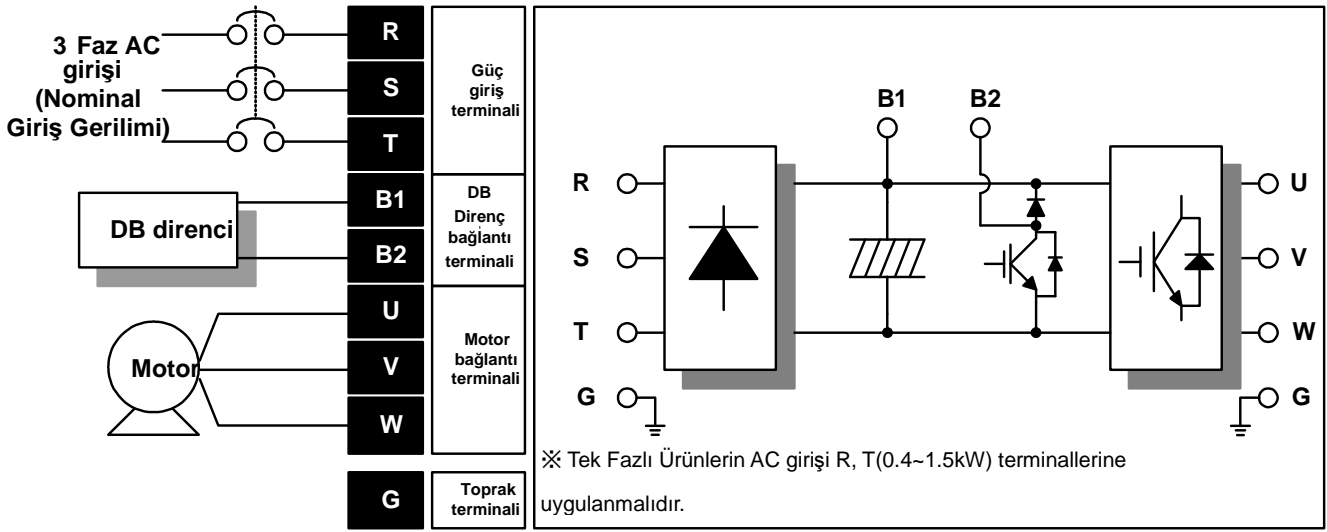 3 Faz AC
girişi
(Nominal
Giriş Gerilimi)
R
S
T
Güç
giriş
terminali
DB direnci
B1
B2
DB
Direnç
bağlantı
terminali
Motor
U
V
W
Motor
bağlantı
terminali
G
Toprak
terminali
B1 B2
R
S
T
G
U
V
W
G
※ Tek Fazlı Ürünlerin AC girişi R, T(0.4~1.5kW) terminallerine
uygulanmalıdır.